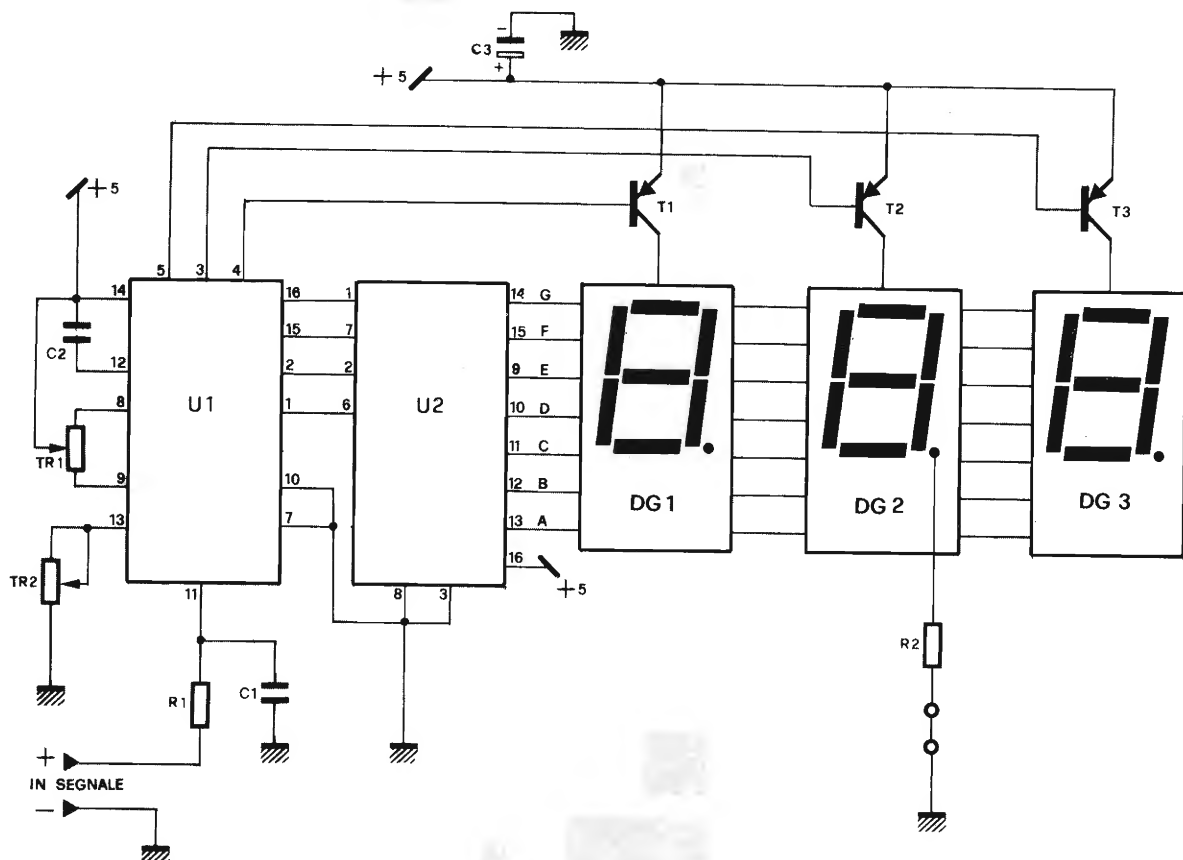 C3
-
+
+ 5
T1
T2
T3
+ 5
5 3 4
14
12
8
9
13
11
16
15
2
1
10
7
U1
C2
TR1
TR2
1
7
2
6
8 3
U2
14 G
15 F
9 E
10 D
11 C
12 B
13 A
16
+ 5
DG 1
DG 2
DG 3
R1
C1
R2
+
IN SEGNALE
-